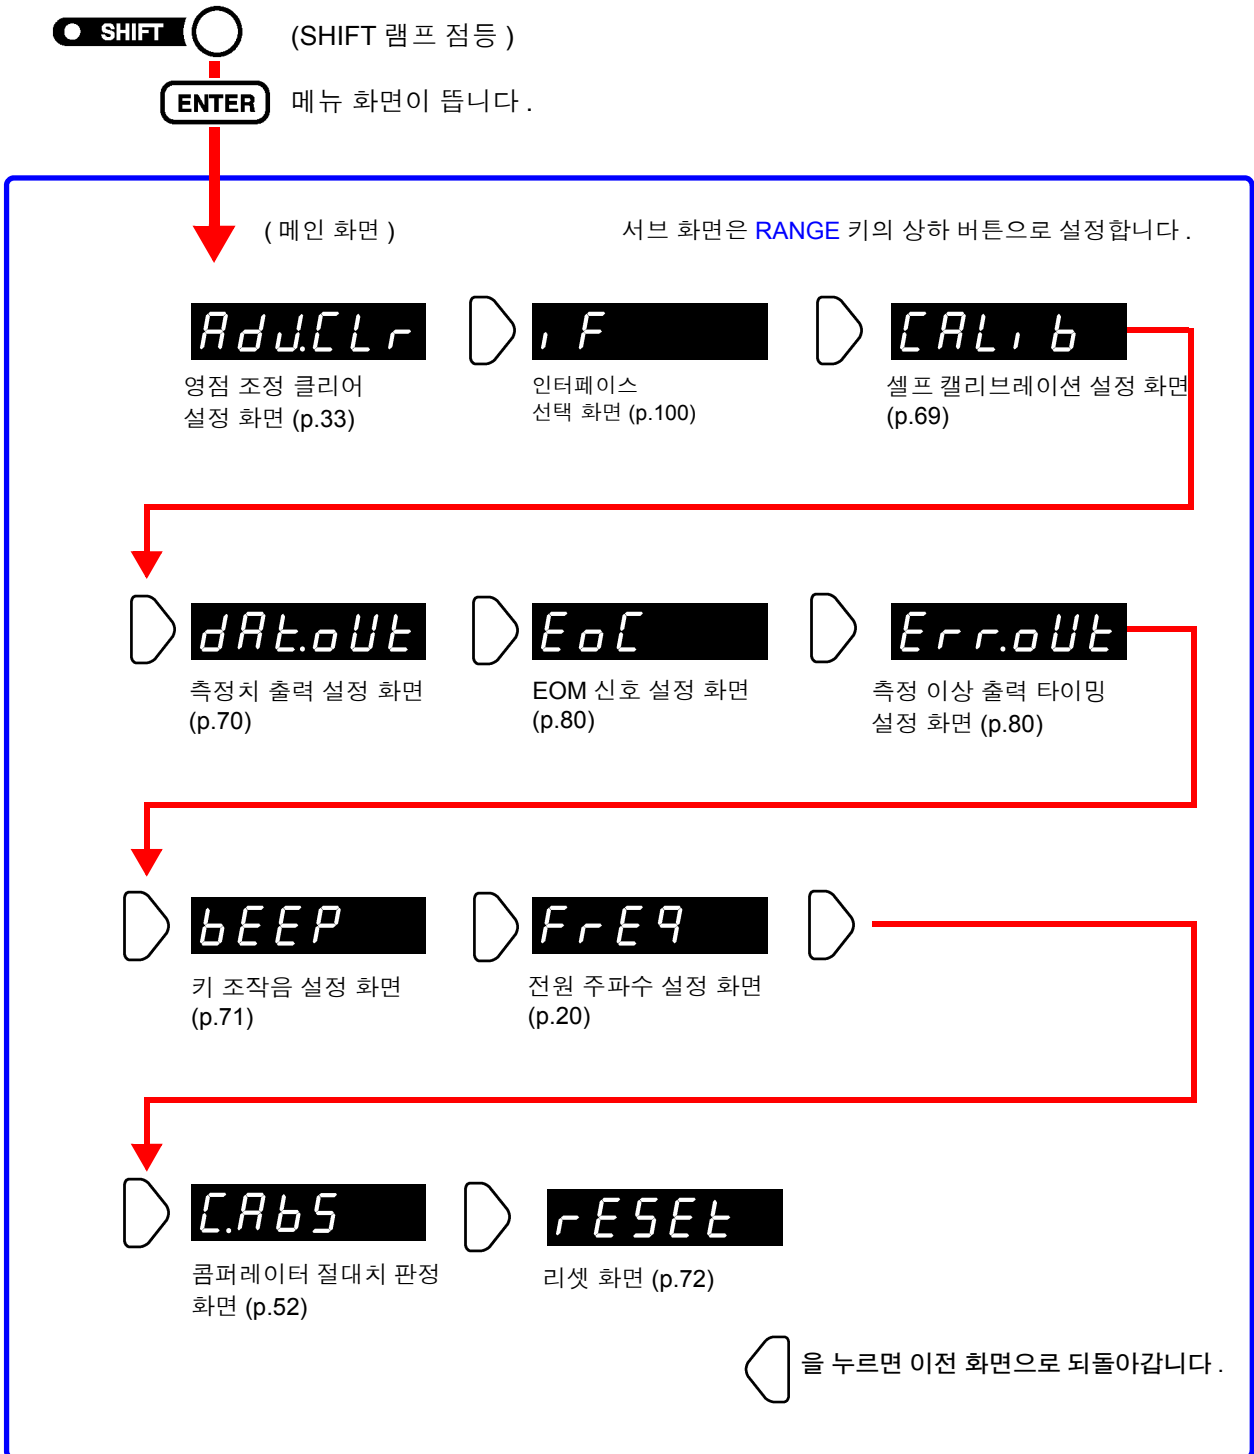 SHIFT (SHIFT 램프 점등 )
ENTER 메뉴 화면이 뜹니다 .
( 메인 화면 ) 서브 화면은 RANGE 키의 상하 버튼으로 설정합니다 .
AdJ.CLr iF CALib
영점 조정 클리어
설정 화면 (p.33)
인터페이스
선택 화면 (p.100)
셀프 캘리브레이션 설정 화면
(p.69)
dAt.oUt EoC Err.oUt
측정치 출력 설정 화면
(p.70)
EOM 신호 설정 화면
(p.80)
측정 이상 출력 타이밍
설정 화면 (p.80)
bEEP FrEq
키 조작음 설정 화면
(p.71)
전원 주파수 설정 화면
(p.20)
C.AbS rESEt
콤퍼레이터 절대치 판정
화면 (p.52)
리셋 화면 (p.72)
을 누르면 이전 화면으로 되돌아갑니다 .